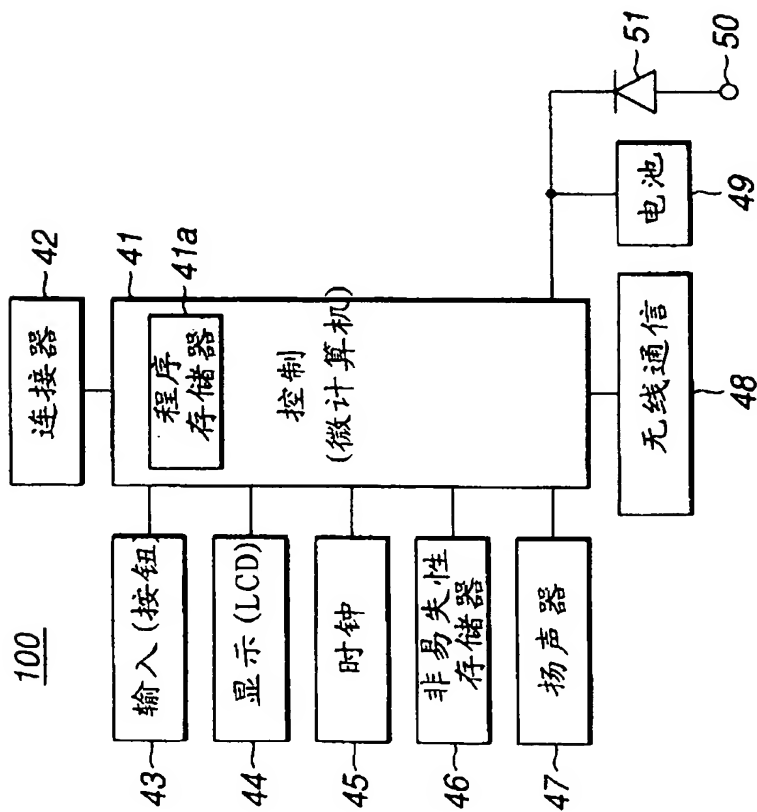 100
连接器
42
41
程序
存储器
41a
控制
(微计算机)
输入(按钮)
43
显示(LCD)
44
时钟
45
非易失性
存储器
46
扬声器
47
无线通信
48
电池
49
51
50